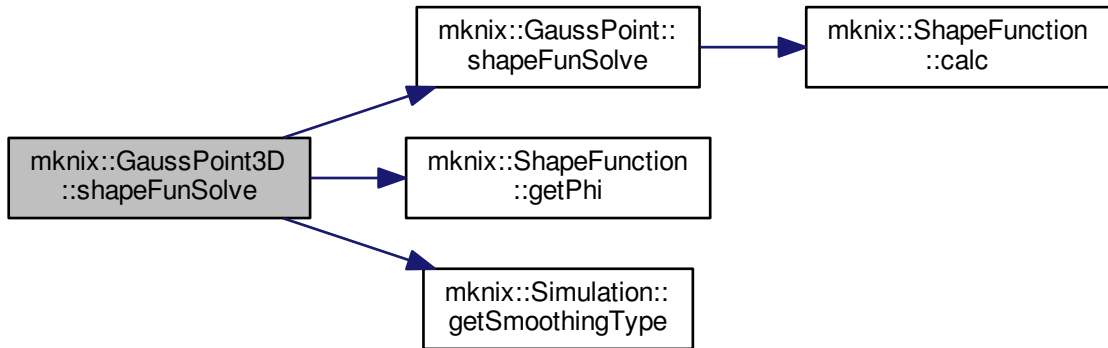 mknix::GaussPoint3D
::shapeFunSolve
mknix::GaussPoint::
shapeFunSolve
mknix::ShapeFunction
::calc
mknix::ShapeFunction
::getPhi
mknix::Simulation::
getSmoothingType